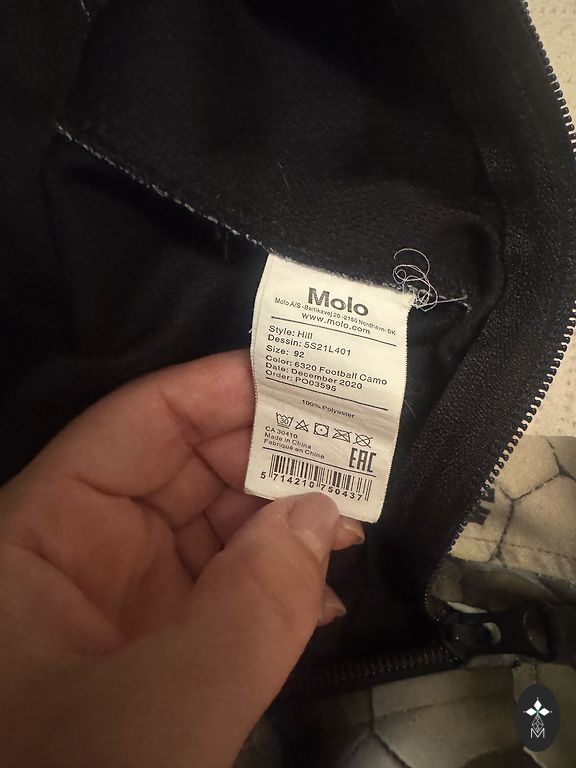 Molo
Molo A/S -Baltikavej 20 -2150 Nordhavn- DK
www.molo.com
Style: Hill
Dessin: 5S21L401
Size: 92
Color: 6320 Football Camo
Date: December 2020
Order: PO03595
100% Polyester
CA 30410
Made in China
Fabriqué en Chine
EAC
5 714210 750437
M